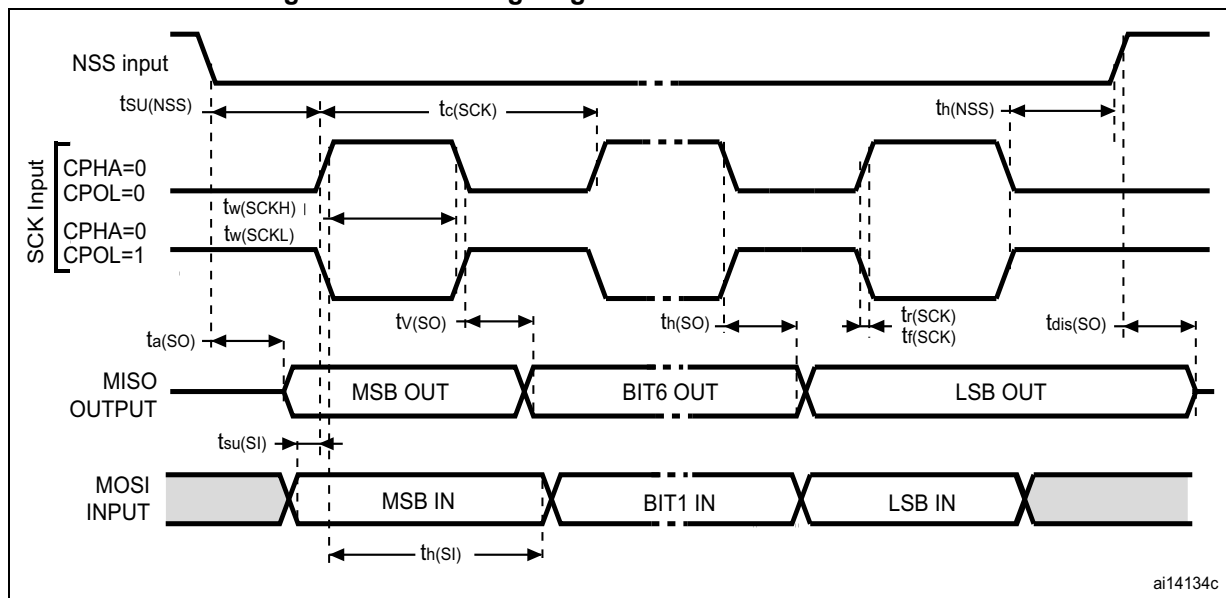 NSS input
tSU(NSS)
tc(SCK)
th(NSS)
SCK Input
CPHA=0
CPOL=0
tw(SCKH)
CPHA=0
CPOL=1
tw(SCKL)
tV(SO)
th(SO)
tr(SCK)
tf(SCK)
tdis(SO)
ta(SO)
MISO
OUTPUT
MSB OUT
BIT6 OUT
LSB OUT
tsu(SI)
MOSI
INPUT
MSB IN
BIT1 IN
LSB IN
th(SI)
ai14134c